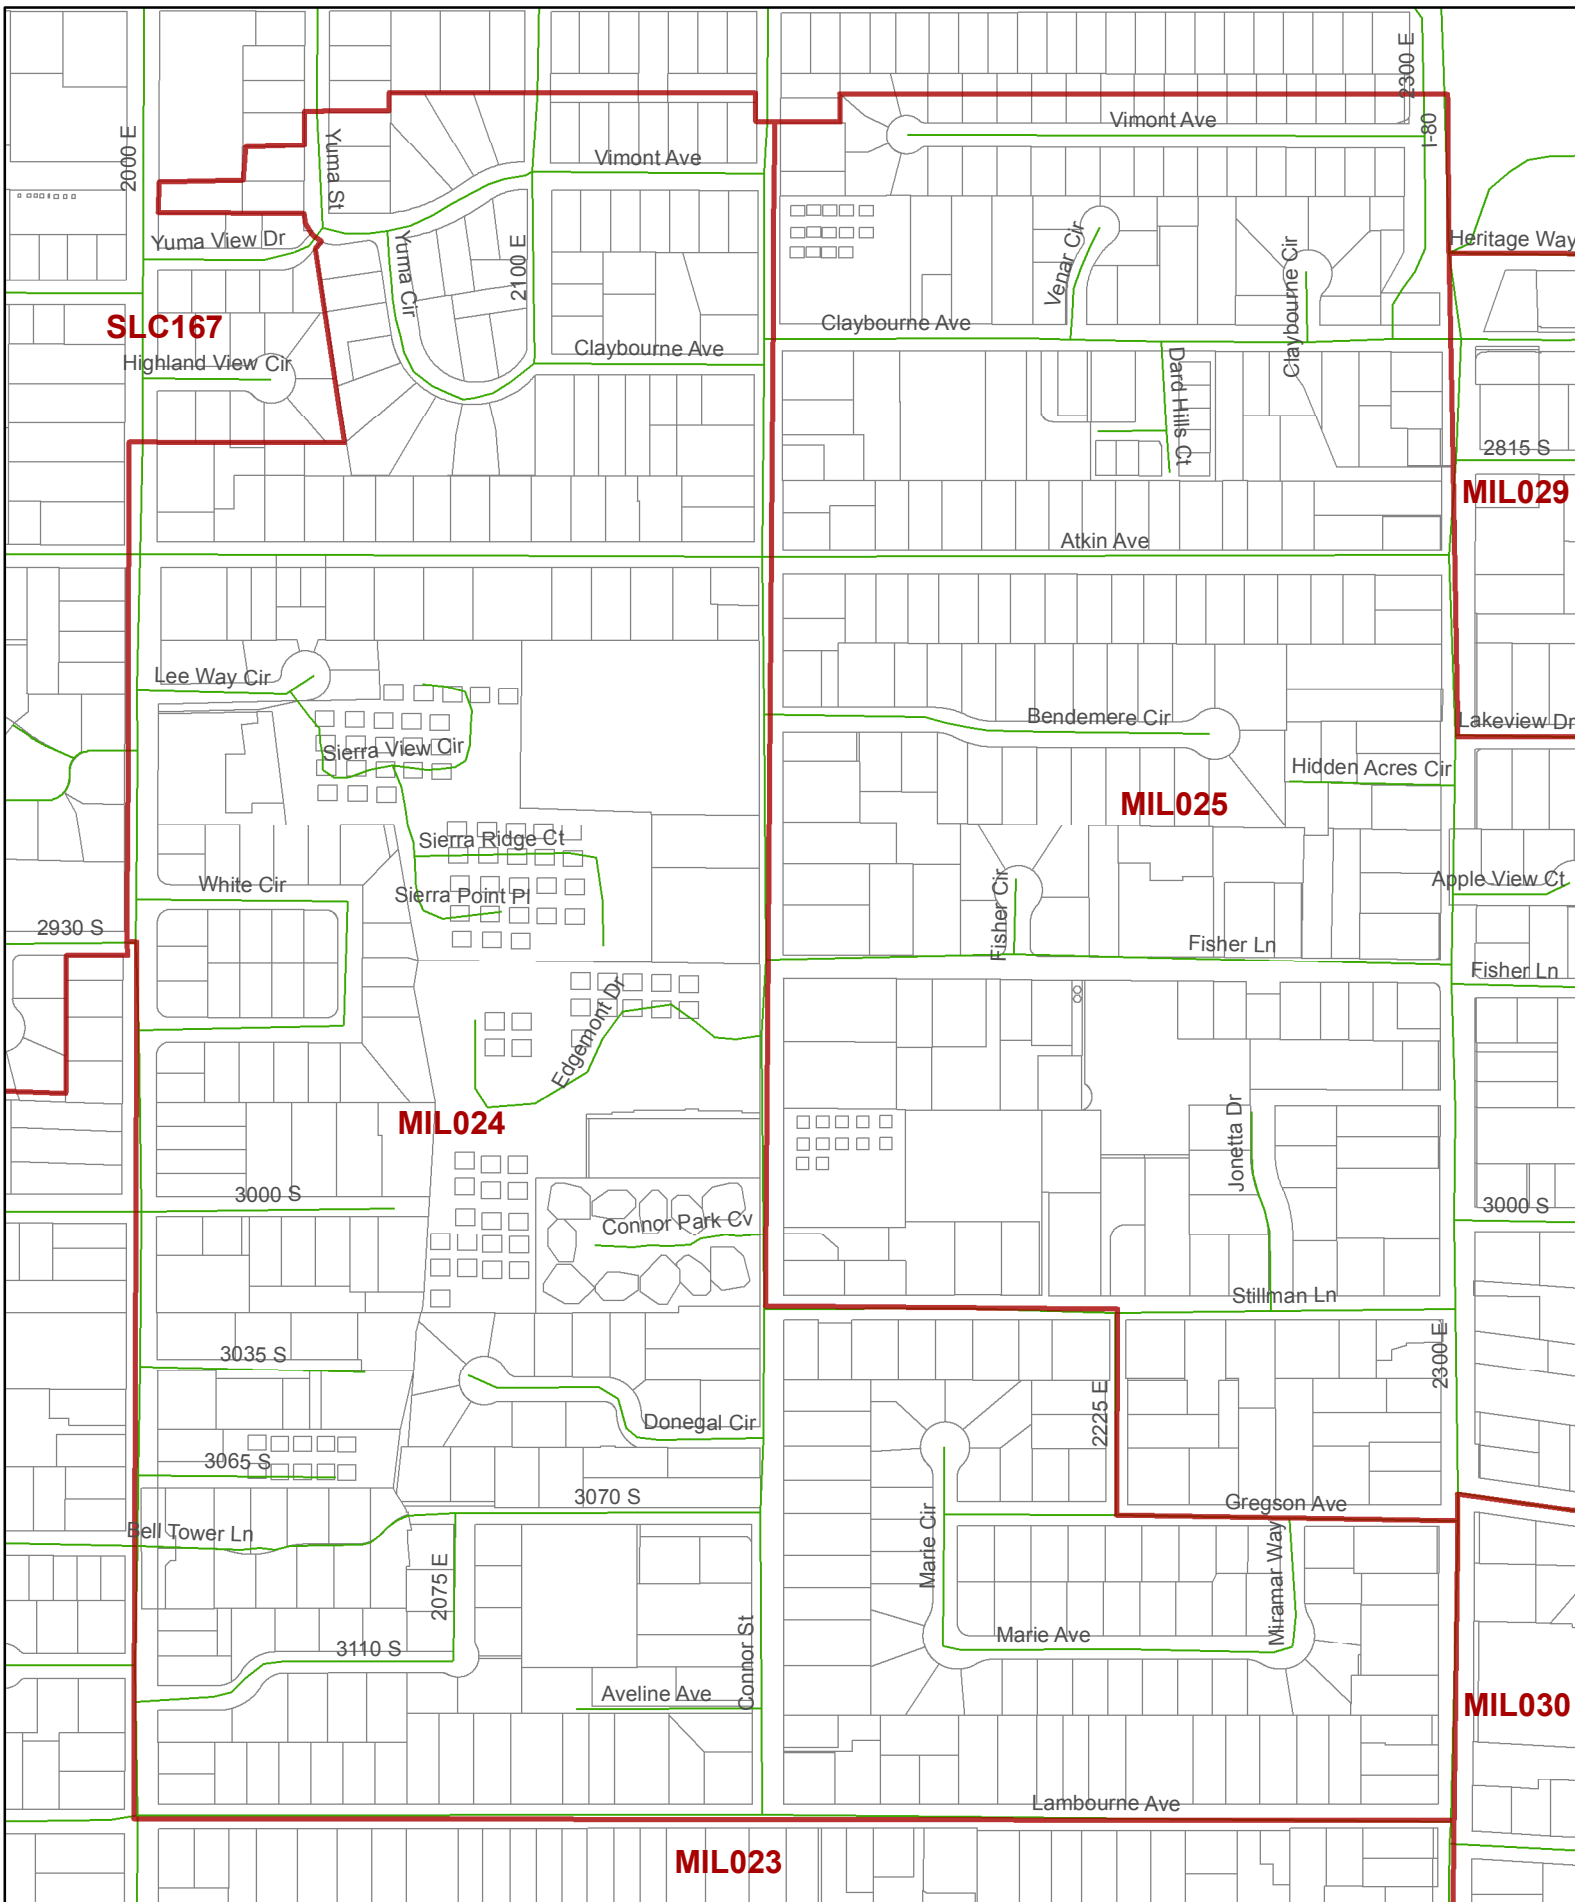 2300 E
Vimont Ave
I-80
2000 E
Yuma St
Vimont Ave
Yuma View Dr
Yuma Cir
2100 E
Venar Cir
Claybourne Cir
Heritage Way
SLC167
Claybourne Ave
Highland View Cir
Claybourne Ave
Dard Hills Ct
2815 S
MIL029
Atkin Ave
Lee Way Cir
Bendemere Cir
Lakeview Dr
Sierra View Cir
Hidden Acres Cir
MIL025
Sierra Ridge Ct
White Cir
Sierra Point Pl
Apple View Ct
2930 S
Fisher Cir
Fisher Ln
Fisher Ln
Edgemont Dr
MIL024
Jonetta Dr
3000 S
Connor Park Cv
3000 S
Stillman Ln
3035 S
2300 E
Donegal Cir
2225 E
3065 S
3070 S
Gregson Ave
Bell Tower Ln
Marie Cir
2075 E
Miramar Way
3110 S
Marie Ave
Connor St
Aveline Ave
MIL030
Lambourne Ave
MIL023